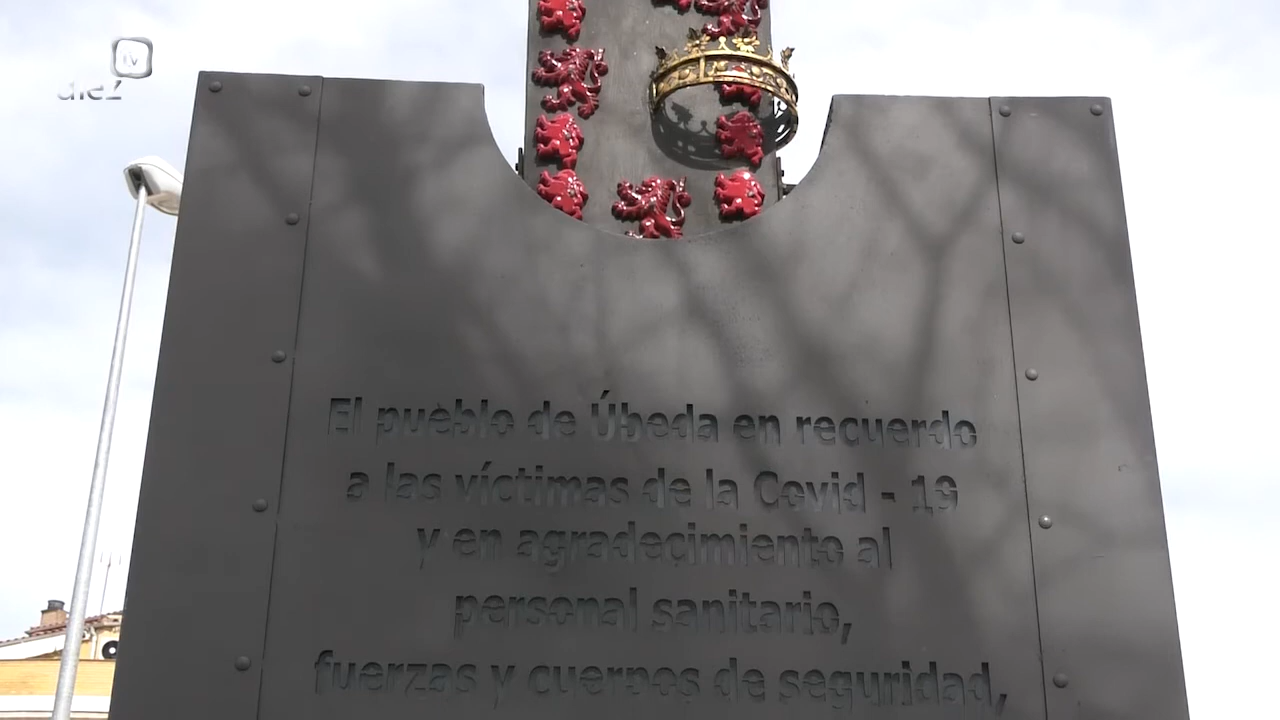 diez tv
El pueblo de Úbeda en recuerdo
a las víctimas de la Covid - 19
y en agradecimiento al
personal sanitario,
fuerzas y cuerpos de seguridad,